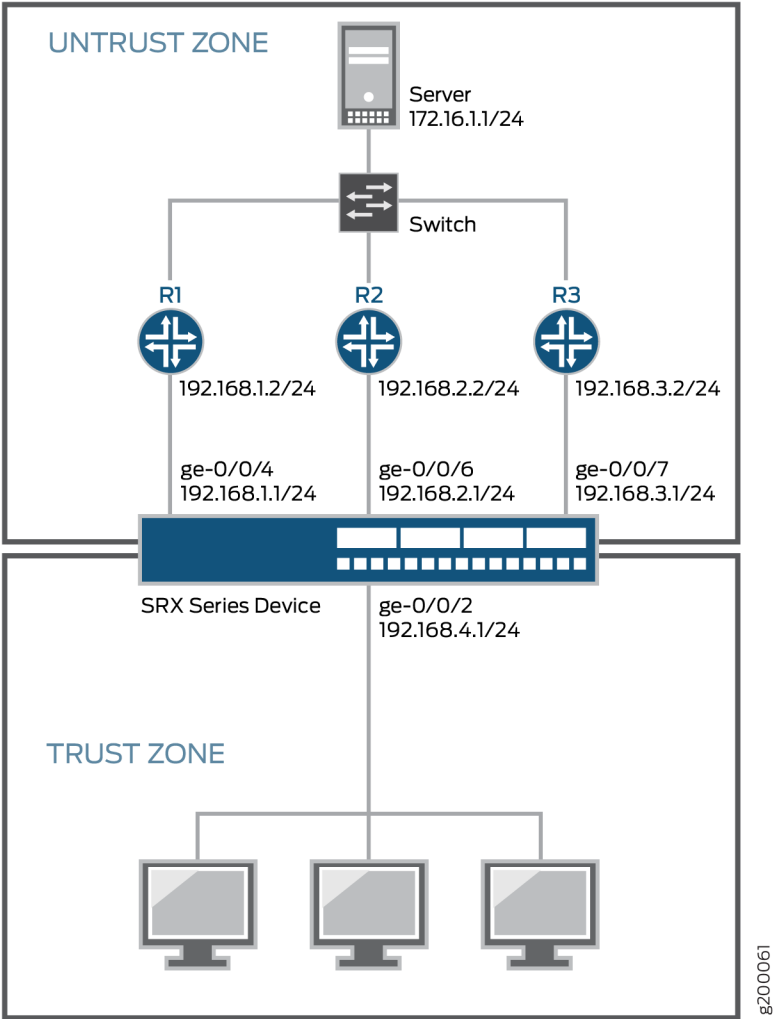 UNTRUST ZONE
Server
172.16.1.1/24
Switch
R1
R2
R3
192.168.1.2/24
192.168.2.2/24
192.168.3.2/24
ge-0/0/4
192.168.1.1/24
ge-0/0/6
192.168.2.1/24
ge-0/0/7
192.168.3.1/24
SRX Series Device
ge-0/0/2
192.168.4.1/24
TRUST ZONE
g200061